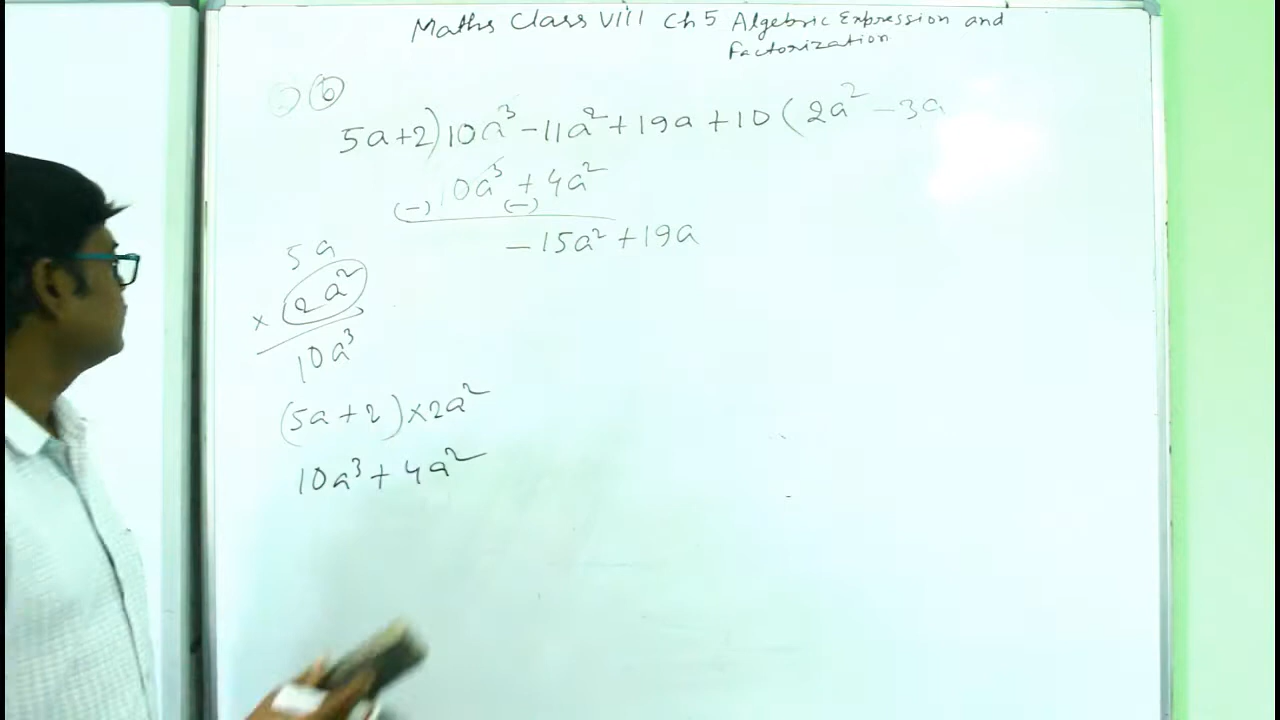 Maths Class VIII Ch 5 Algebric Expression and
Factorization
6
5a+2)10a³-11a²+19a+10(2a²-3a
10a³+4a²
(-) (-)
-15a²+19a
5a
× 2a²
10a³
(5a+2)×2a²
10a³+4a²